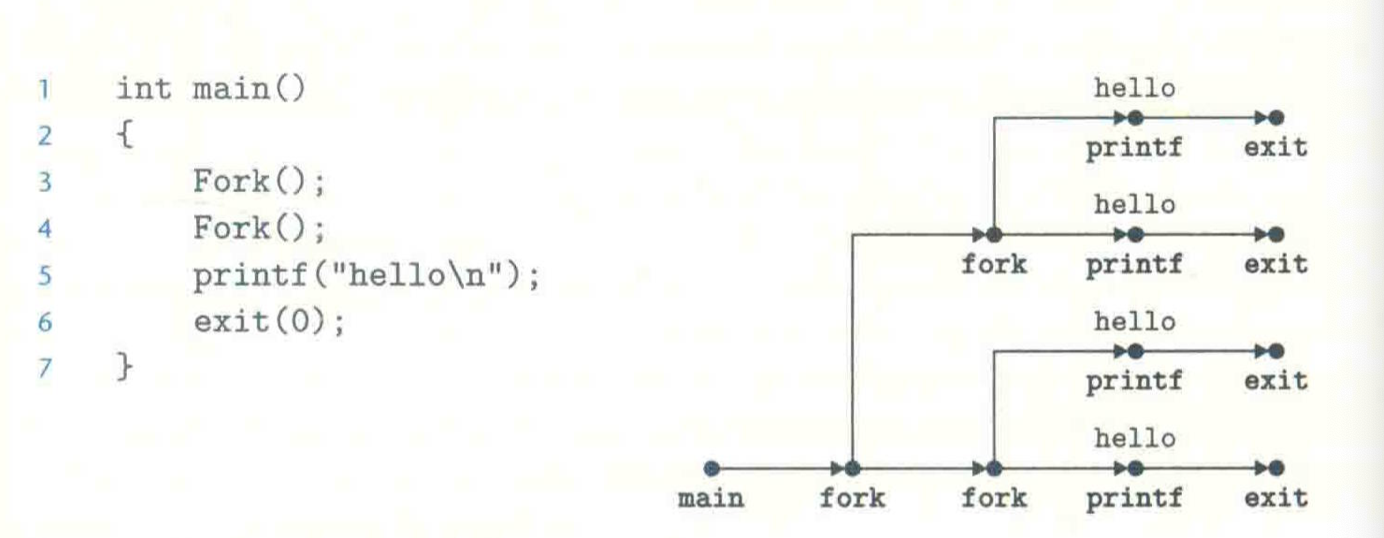 1 int main()
2 {
3 Fork();
4 Fork();
5 printf("hello\n");
6 exit(0);
7 }
hello
printf exit
hello
fork printf exit
hello
printf exit
hello
main fork fork printf exit